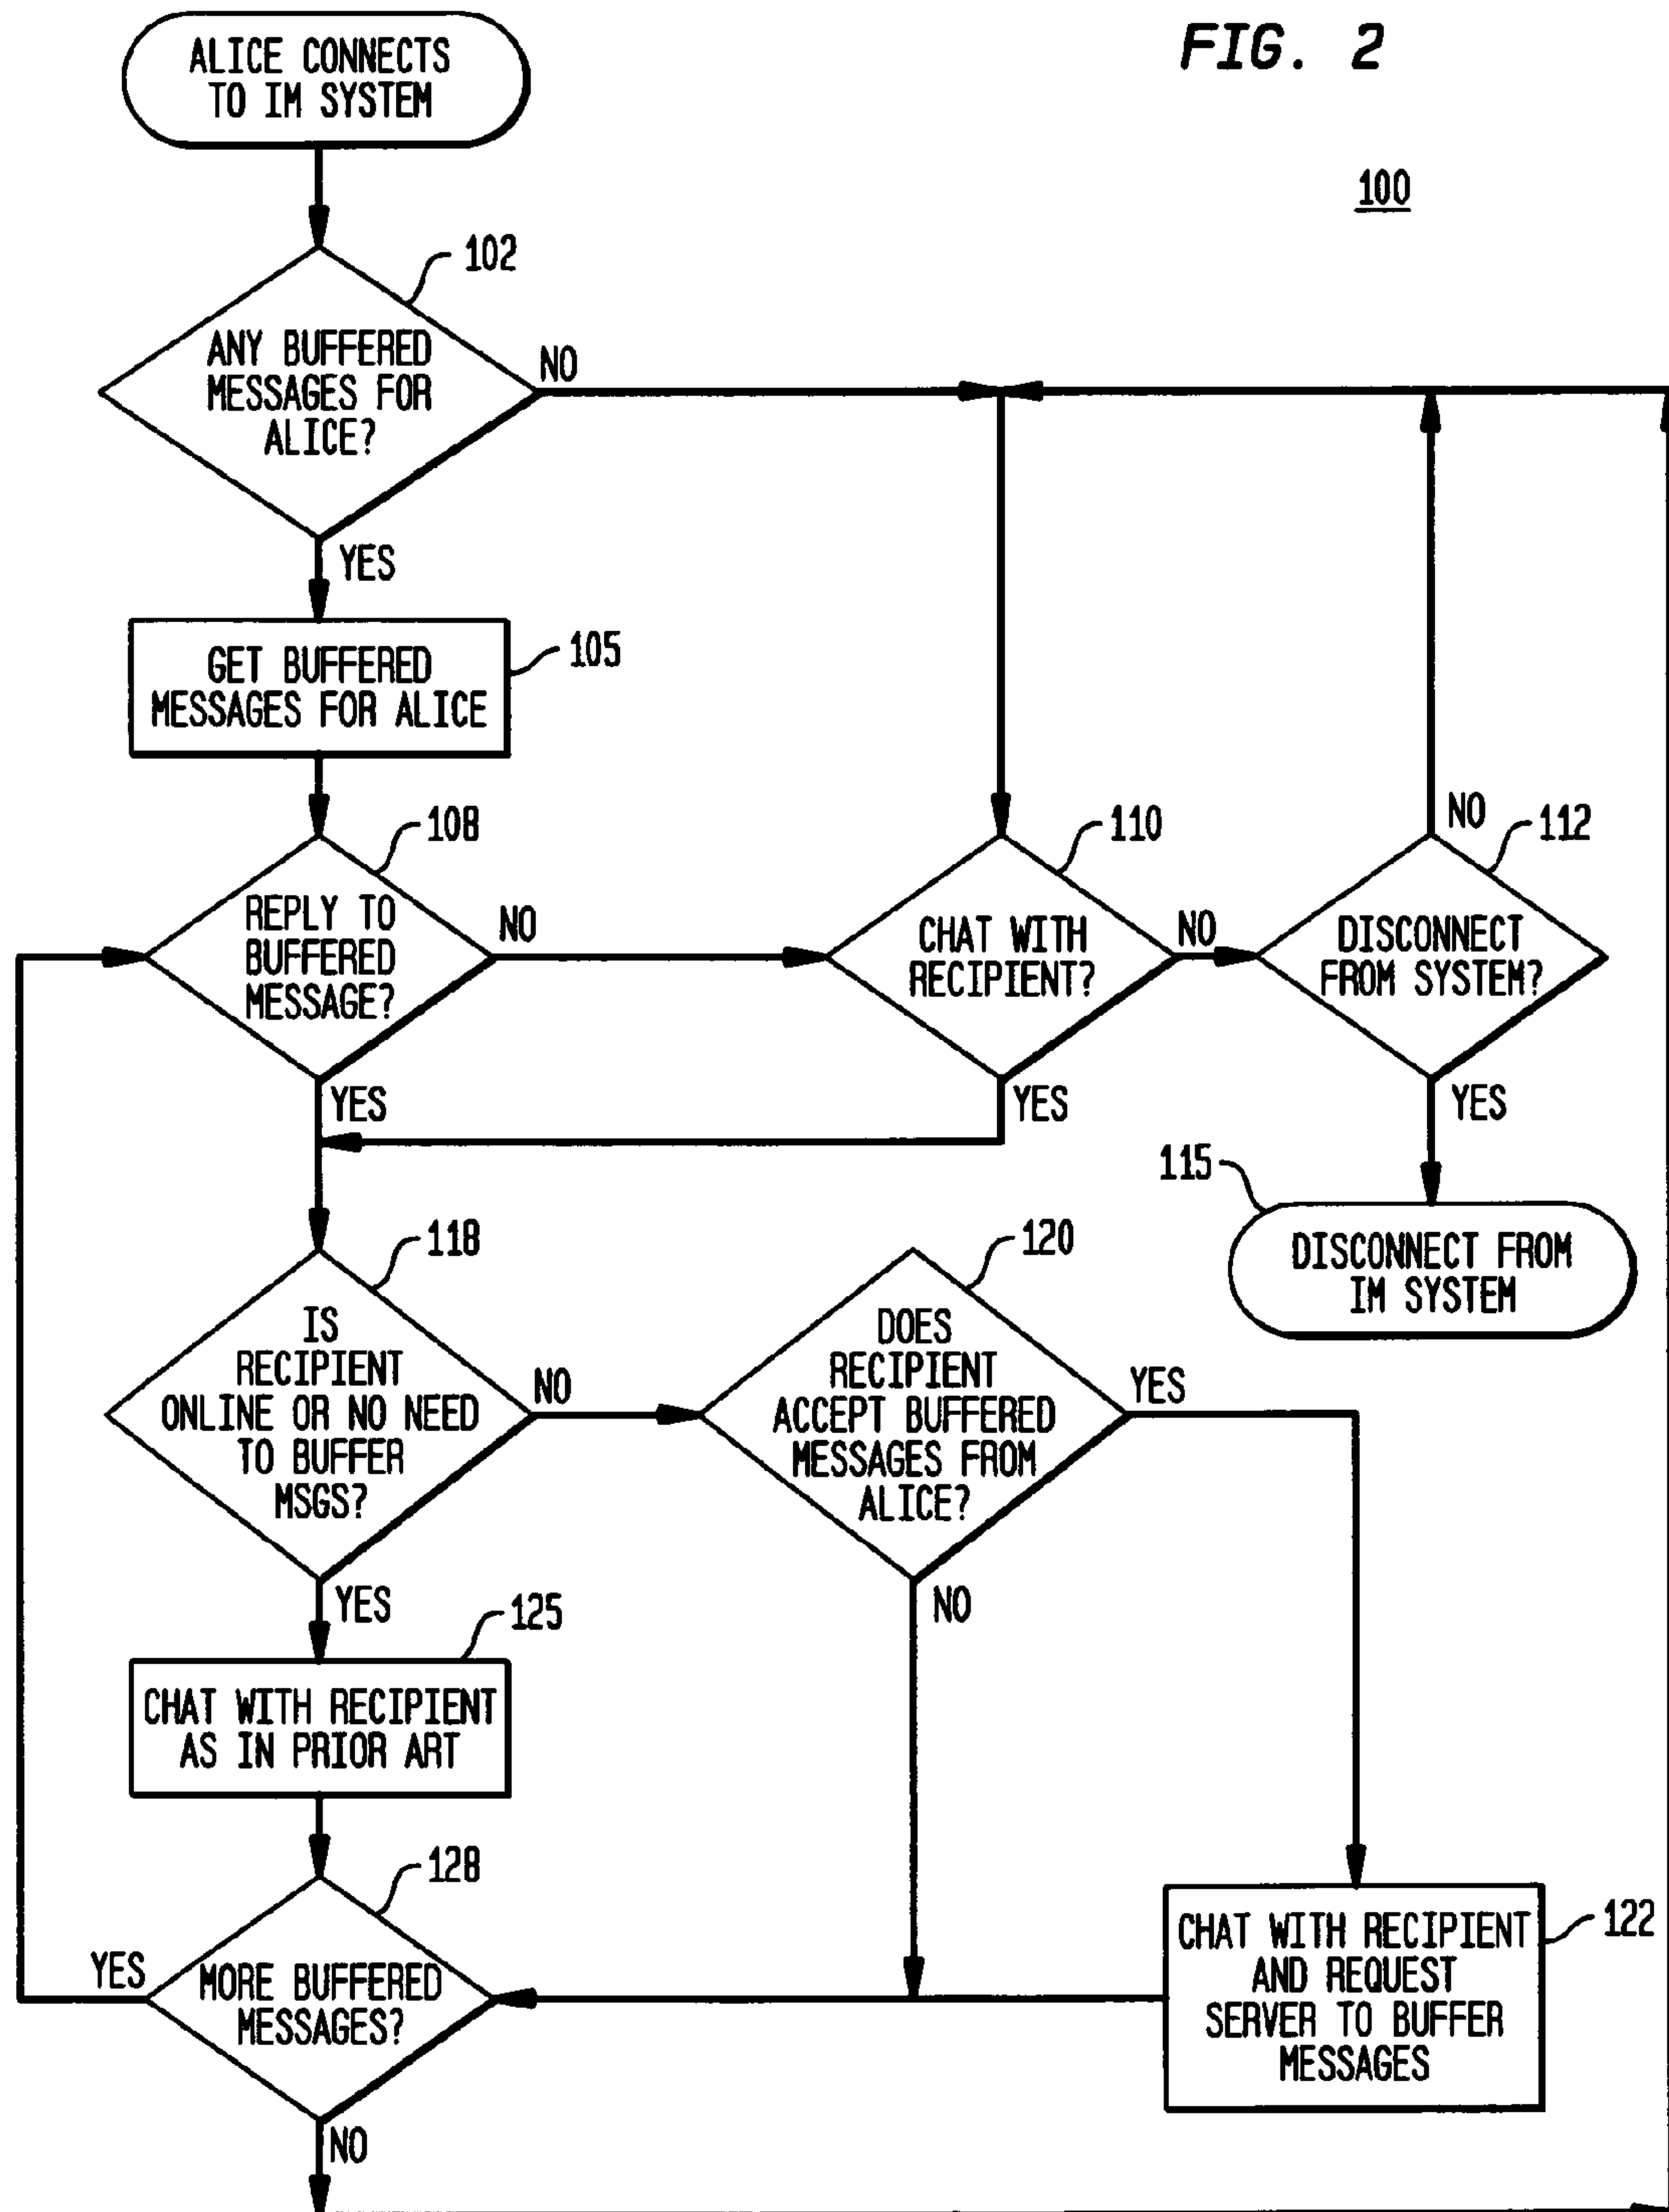 FIG. 2
100
ALICE CONNECTS
TO IM SYSTEM
102
ANY BUFFERED
MESSAGES FOR
ALICE?
NO
YES
GET BUFFERED
MESSAGES FOR ALICE
105
108
REPLY TO
BUFFERED
MESSAGE?
NO
YES
110
CHAT WITH
RECIPIENT?
NO
YES
112
NO
DISCONNECT
FROM SYSTEM?
YES
115
DISCONNECT FROM
IM SYSTEM
118
IS
RECIPIENT
ONLINE OR NO NEED
TO BUFFER
MSGS?
NO
YES
120
DOES
RECIPIENT
ACCEPT BUFFERED
MESSAGES FROM
ALICE?
YES
NO
125
CHAT WITH RECIPIENT
AS IN PRIOR ART
128
MORE BUFFERED
MESSAGES?
YES
NO
CHAT WITH RECIPIENT
AND REQUEST
SERVER TO BUFFER
MESSAGES
122